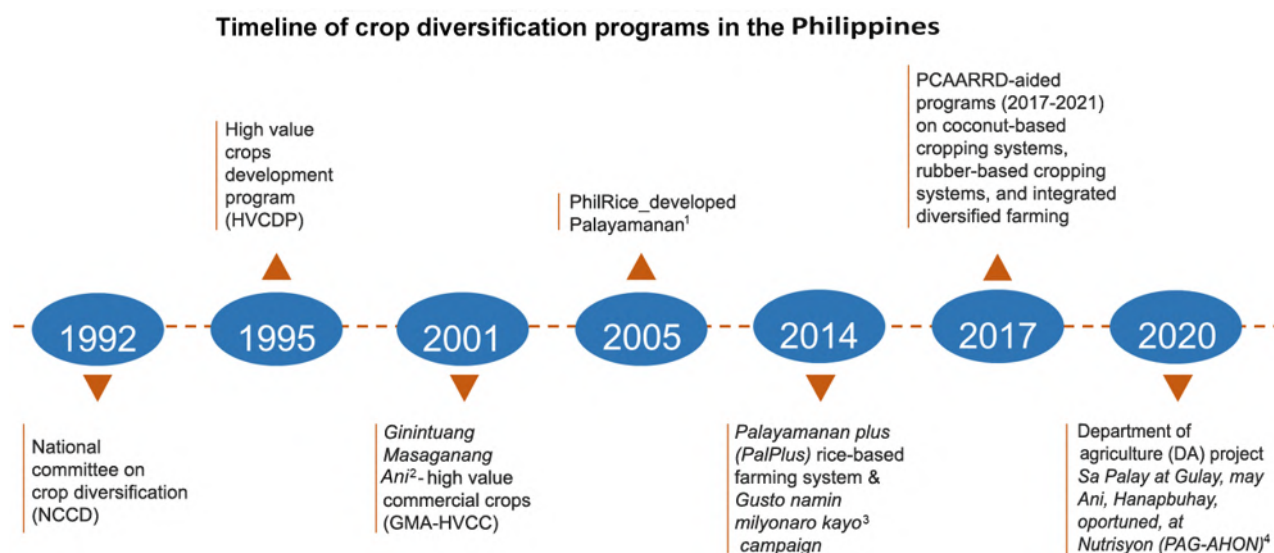 Timeline of crop diversification programs in the Philippines
PCAARRD-aided
programs (2017-2021)
on coconut-based
cropping systems,
rubber-based cropping
systems, and integrated
diversified farming
High value
crops
development
program
(HVCDP)
PhilRice_developed
Palayamanan¹
1992
1995
2001
2005
2014
2017
2020
National
committee on
crop diversification
(NCCD)
Ginintuang
Masaganang
Ani²- high value
commercial crops
(GMA-HVCC)
Palayamanan plus
(PalPlus) rice-based
farming system &
Gusto namin
milyonaro kayo³
campaign
Department of
agriculture (DA) project
Sa Palay at Gulay, may
Ani, Hanapbuhay,
oportuned, at
Nutrisyon (PAG-AHON)⁴